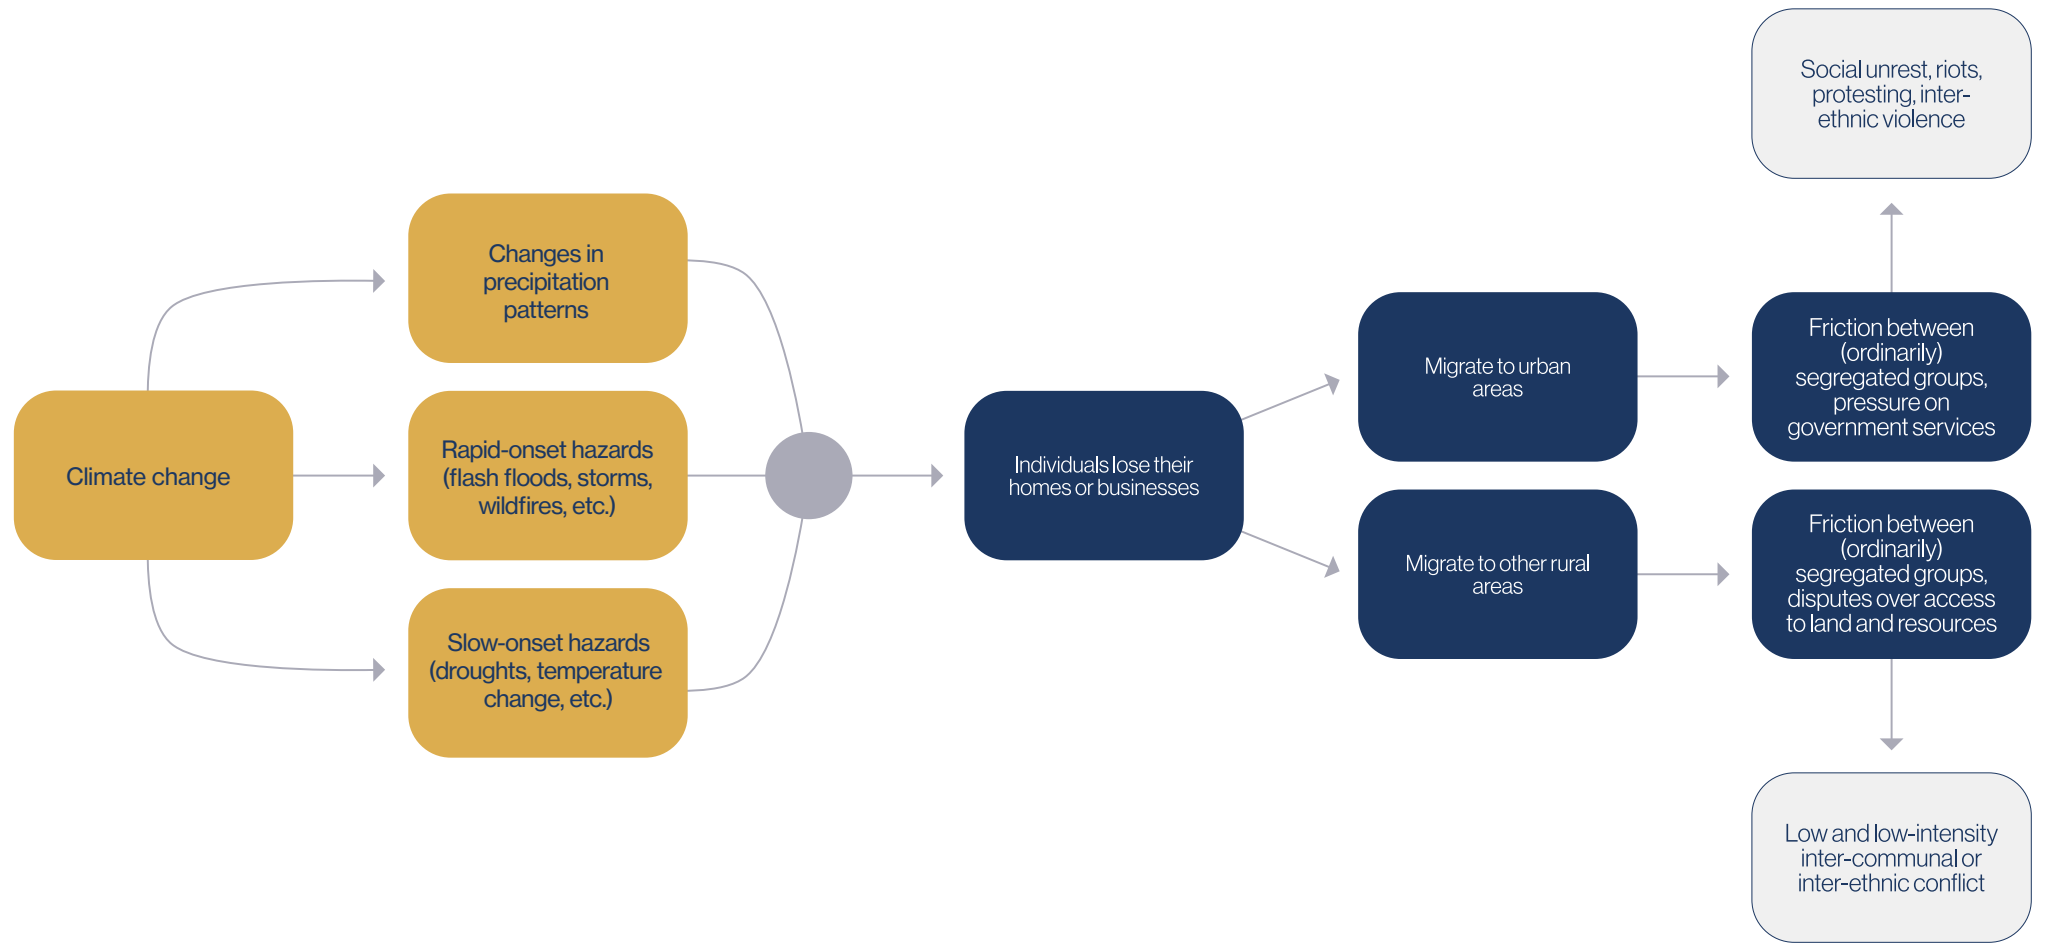 Climate change
Changes in
precipitation
patterns
Rapid-onset hazards
(flash floods, storms,
wildfires, etc.)
Slow-onset hazards
(droughts, temperature
change, etc.)
Individuals lose their
homes or businesses
Migrate to urban
areas
Migrate to other rural
areas
Social unrest, riots,
protesting, inter-
ethnic violence
Friction between
(ordinarily)
segregated groups,
pressure on
government services
Friction between
(ordinarily)
segregated groups,
disputes over access
to land and resources
Low and low-intensity
inter-communal or
inter-ethnic conflict